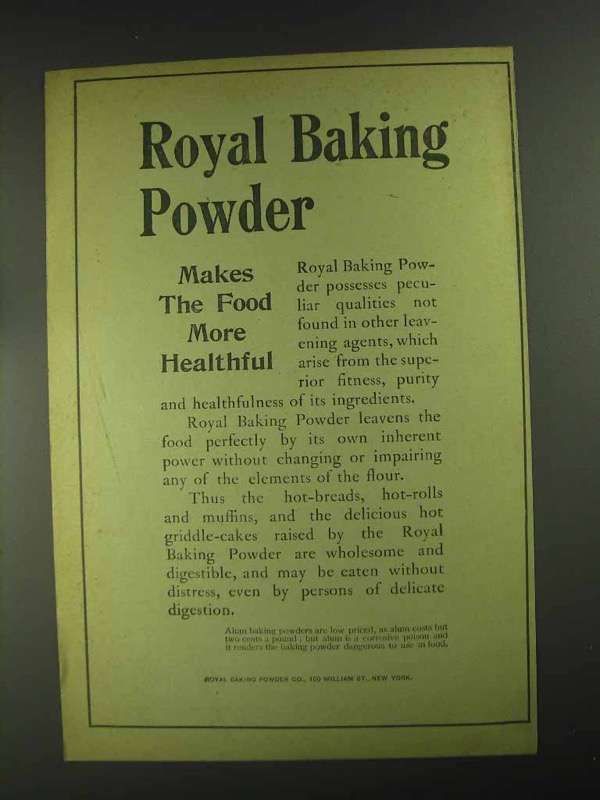 Royal Baking
Powder
Makes
The Food
More
Healthful
Royal Baking Pow-
der possesses pecu-
liar qualities not
found in other leav-
ening agents, which
arise from the supe-
rior fitness, purity
and healthfulness of its ingredients.
Royal Baking Powder leavens the
food perfectly by its own inherent
power without changing or impairing
any of the elements of the flour.
Thus the hot-breads, hot-rolls
and muffins, and the delicious hot
griddle-cakes raised by the Royal
Baking Powder are wholesome and
digestible, and may be eaten without
distress, even by persons of delicate
digestion.
Alum baking powders are low priced, as alum costs but
two cents a pound; but alum is a corrosive poison and
it renders the baking powder dangerous to use in food.
ROYAL BAKING POWDER CO., 100 WILLIAM ST., NEW YORK.